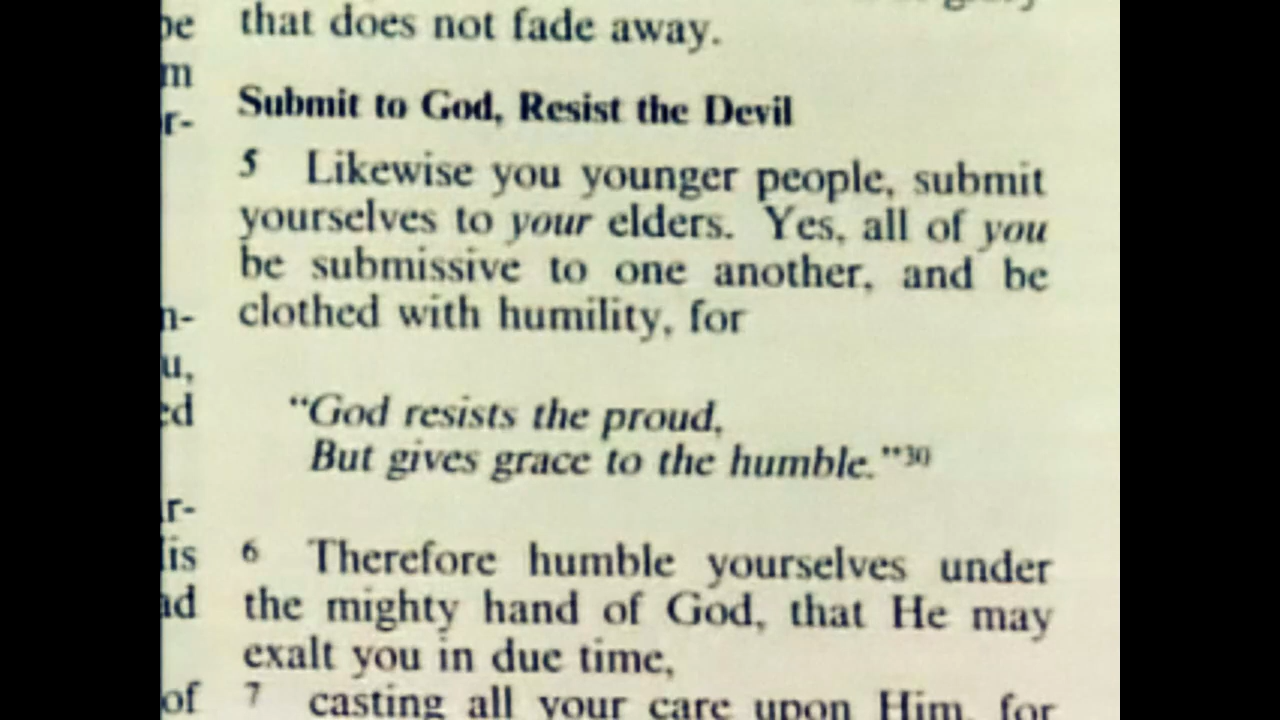 that does not fade away.
Submit to God, Resist the Devil
5 Likewise you younger people, submit
yourselves to your elders. Yes, all of you
be submissive to one another, and be
clothed with humility, for
"God resists the proud,
But gives grace to the humble."30
6 Therefore humble yourselves under
the mighty hand of God, that He may
exalt you in due time,
7 casting all your care upon Him, for